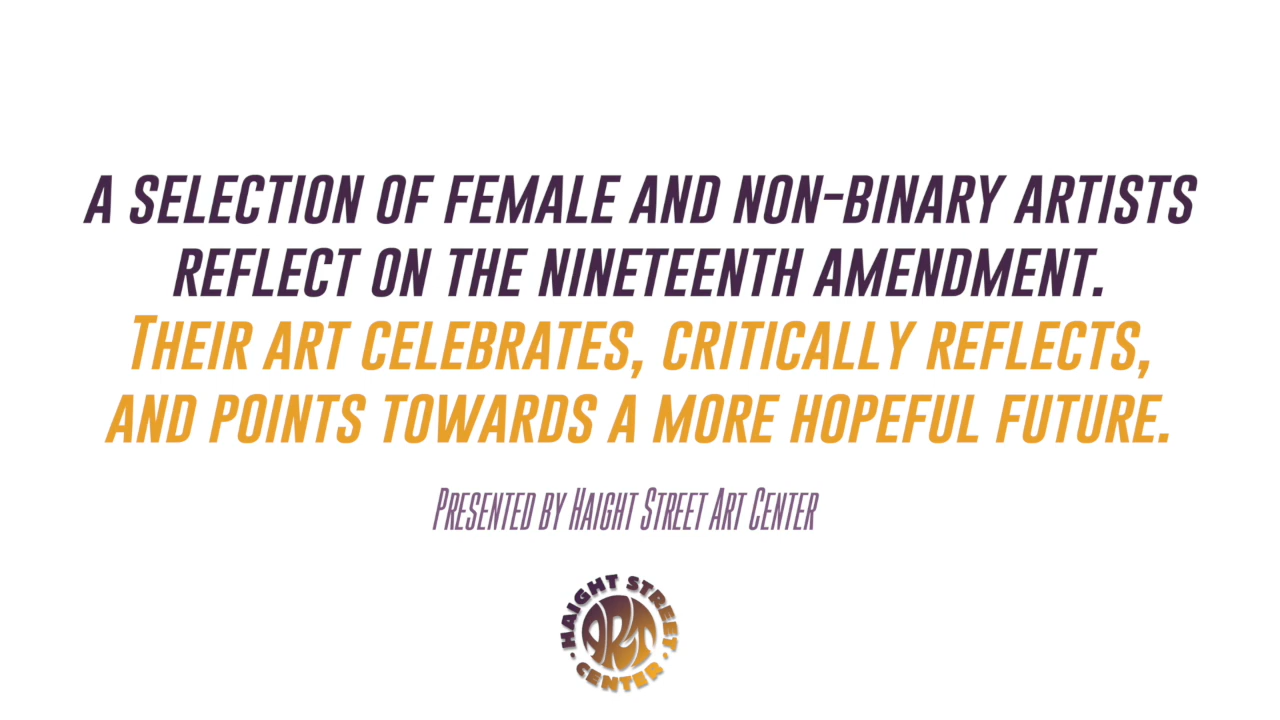 A SELECTION OF FEMALE AND NON-BINARY ARTISTS
REFLECT ON THE NINETEENTH AMENDMENT.
THEIR ART CELEBRATES, CRITICALLY REFLECTS,
AND POINTS TOWARDS A MORE HOPEFUL FUTURE.
PRESENTED BY HAIGHT STREET ART CENTER
HAIGHT STREET
ART
CENTER